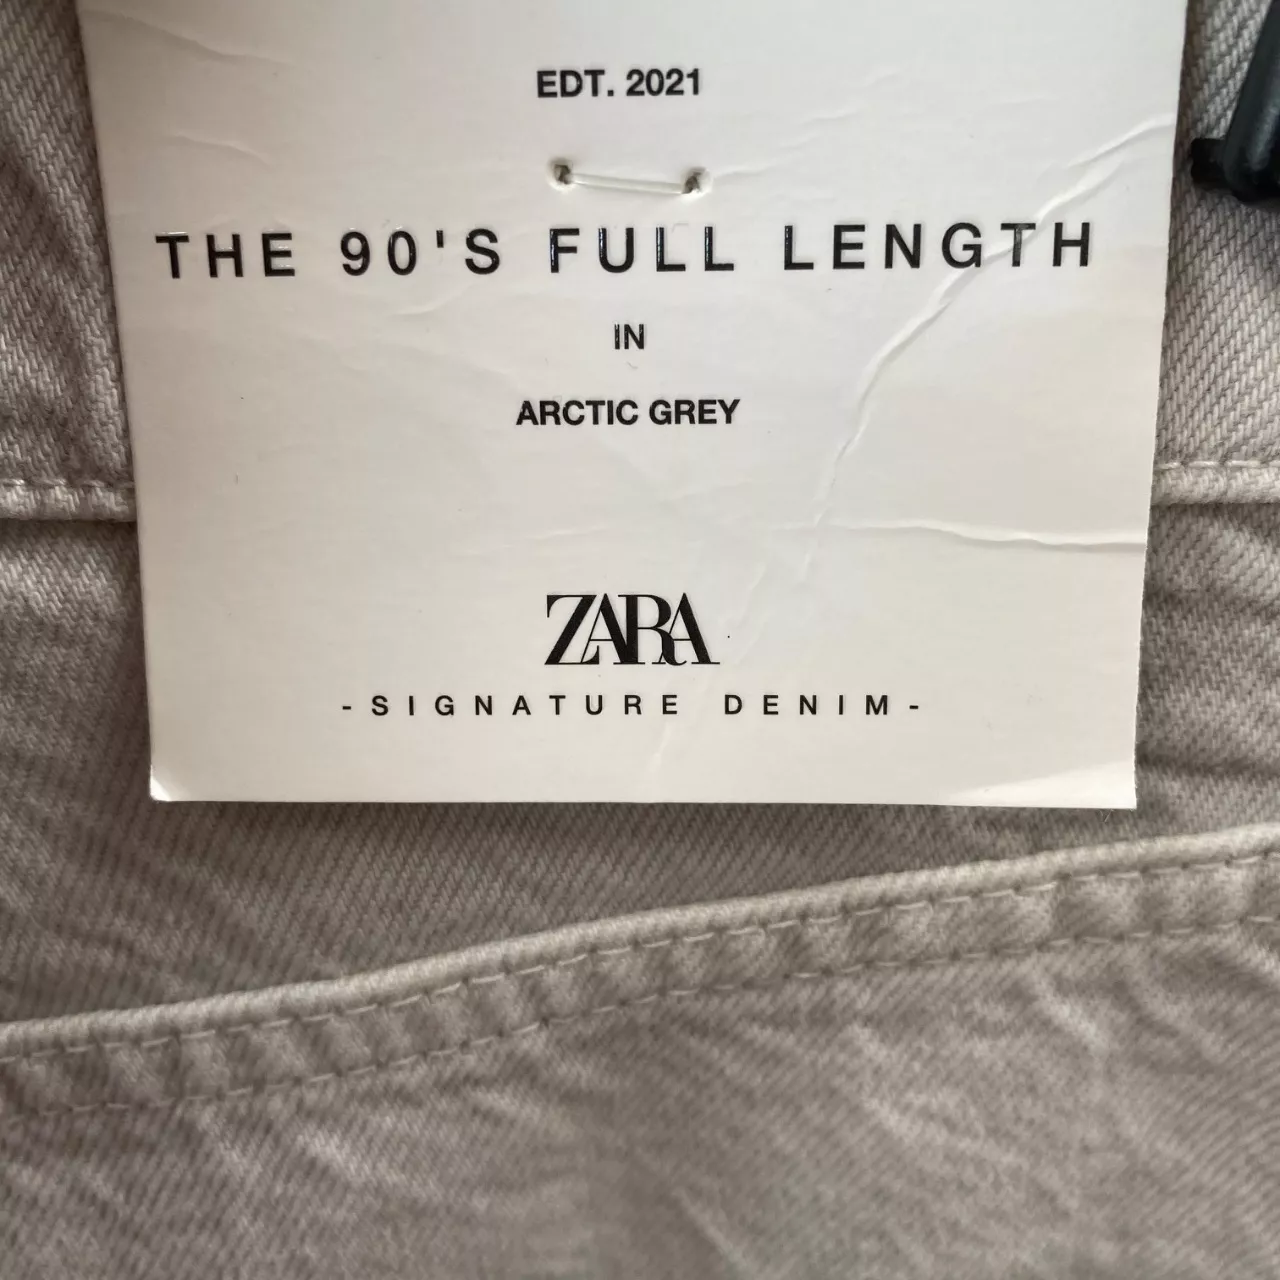 EDT. 2021
THE 90'S FULL LENGTH
IN
ARCTIC GREY
ZARA
-SIGNATURE DENIM-